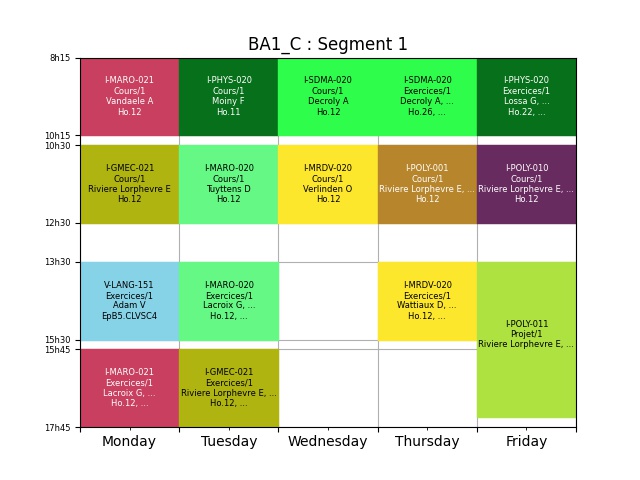 BA1_C : Segment 1
8h15
I-MARO-021
Cours/1
Vandaele A
Ho.12
I-PHYS-020
Cours/1
Moiny F
Ho.11
I-SDMA-020
Cours/1
Decroly A
Ho.12
I-SDMA-020
Exercices/1
Decroly A, ...
Ho.26, ...
I-PHYS-020
Exercices/1
Lossa G, ...
Ho.22, ...
10h15
10h30
I-GMEC-021
Cours/1
Riviere Lorphevre E
Ho.12
I-MARO-020
Cours/1
Tuyttens D
Ho.12
I-MRDV-020
Cours/1
Verlinden O
Ho.12
I-POLY-001
Cours/1
Riviere Lorphevre E, ...
Ho.12
I-POLY-010
Cours/1
Riviere Lorphevre E, ...
Ho.12
12h30
13h30
V-LANG-151
Exercices/1
Adam V
EpB5.CLVSC4
I-MARO-020
Exercices/1
Lacroix G, ...
Ho.12, ...
I-MRDV-020
Exercices/1
Wattiaux D, ...
Ho.12, ...
I-POLY-011
Projet/1
Riviere Lorphevre E, ...
15h30
15h45
I-MARO-021
Exercices/1
Lacroix G, ...
Ho.12, ...
I-GMEC-021
Exercices/1
Riviere Lorphevre E, ...
Ho.12, ...
17h45
Monday
Tuesday
Wednesday
Thursday
Friday